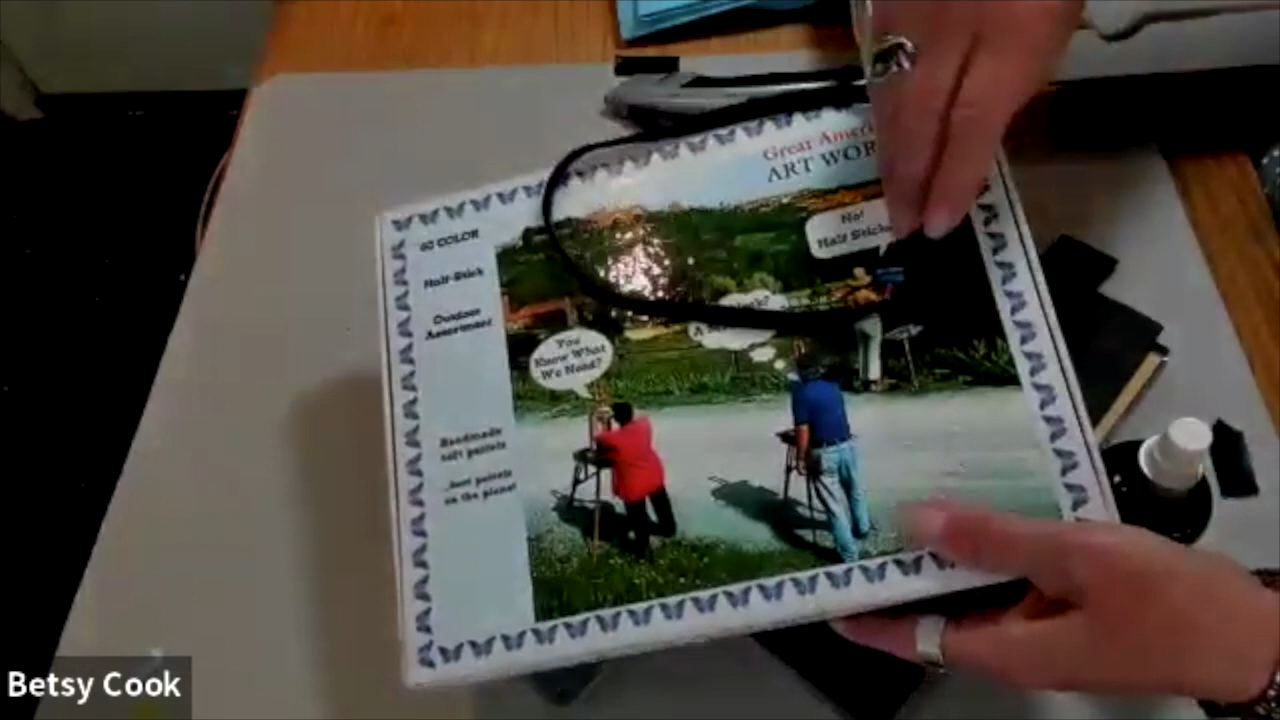 Great Ameri
ART WOR
60 COLOR
Half-Stick
Outdoor
Assortment
No!
Half Sticks
You
Know What
We Need?
Handmade
soft pastels
...best pastels
on the planet
Betsy Cook